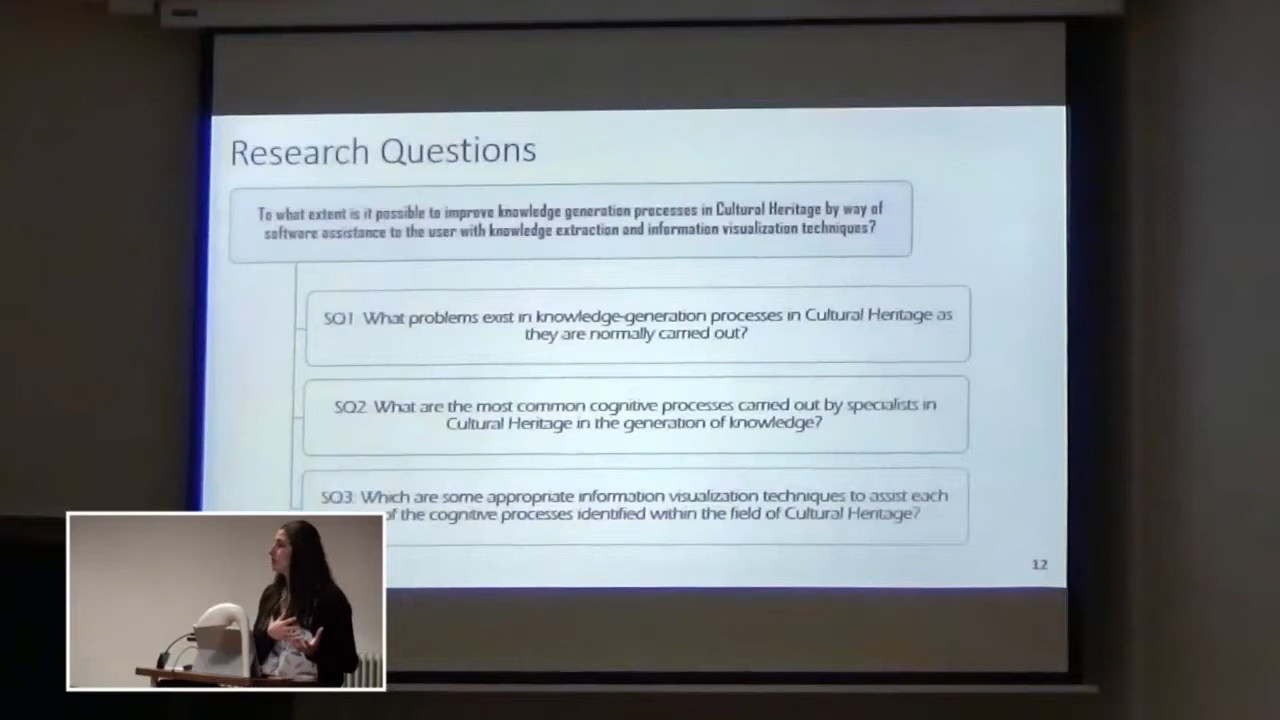 Research Questions
To what extent is it possible to improve knowledge generation processes in Cultural Heritage by way of
software assistance to the user with knowledge extraction and information visualization techniques?
SQ1 What problems exist in knowledge-generation processes in Cultural Heritage as
they are normally carried out?
SQ2 What are the most common cognitive processes carried out by specialists in
Cultural Heritage in the generation of knowledge?
SQ3 Which are some appropriate information visualization techniques to assist each
of the cognitive processes identified within the field of Cultural Heritage?
12